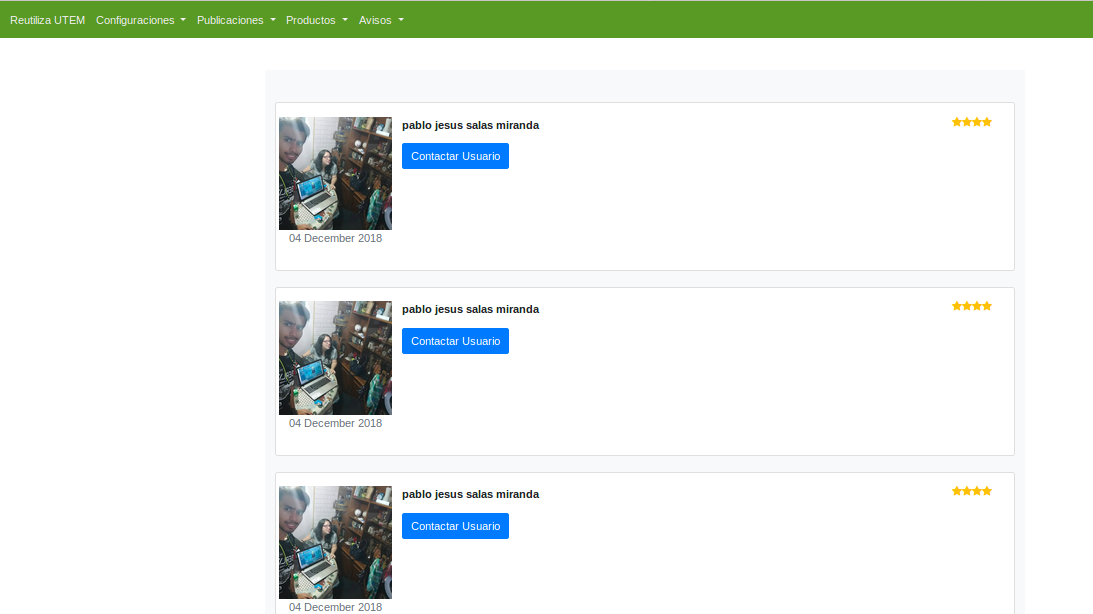 Reutiliza UTEM Configuraciones Publicaciones Productos Avisos
pablo jesus salas miranda
Contactar Usuario
04 December 2018
pablo jesus salas miranda
Contactar Usuario
04 December 2018
pablo jesus salas miranda
Contactar Usuario
04 December 2018